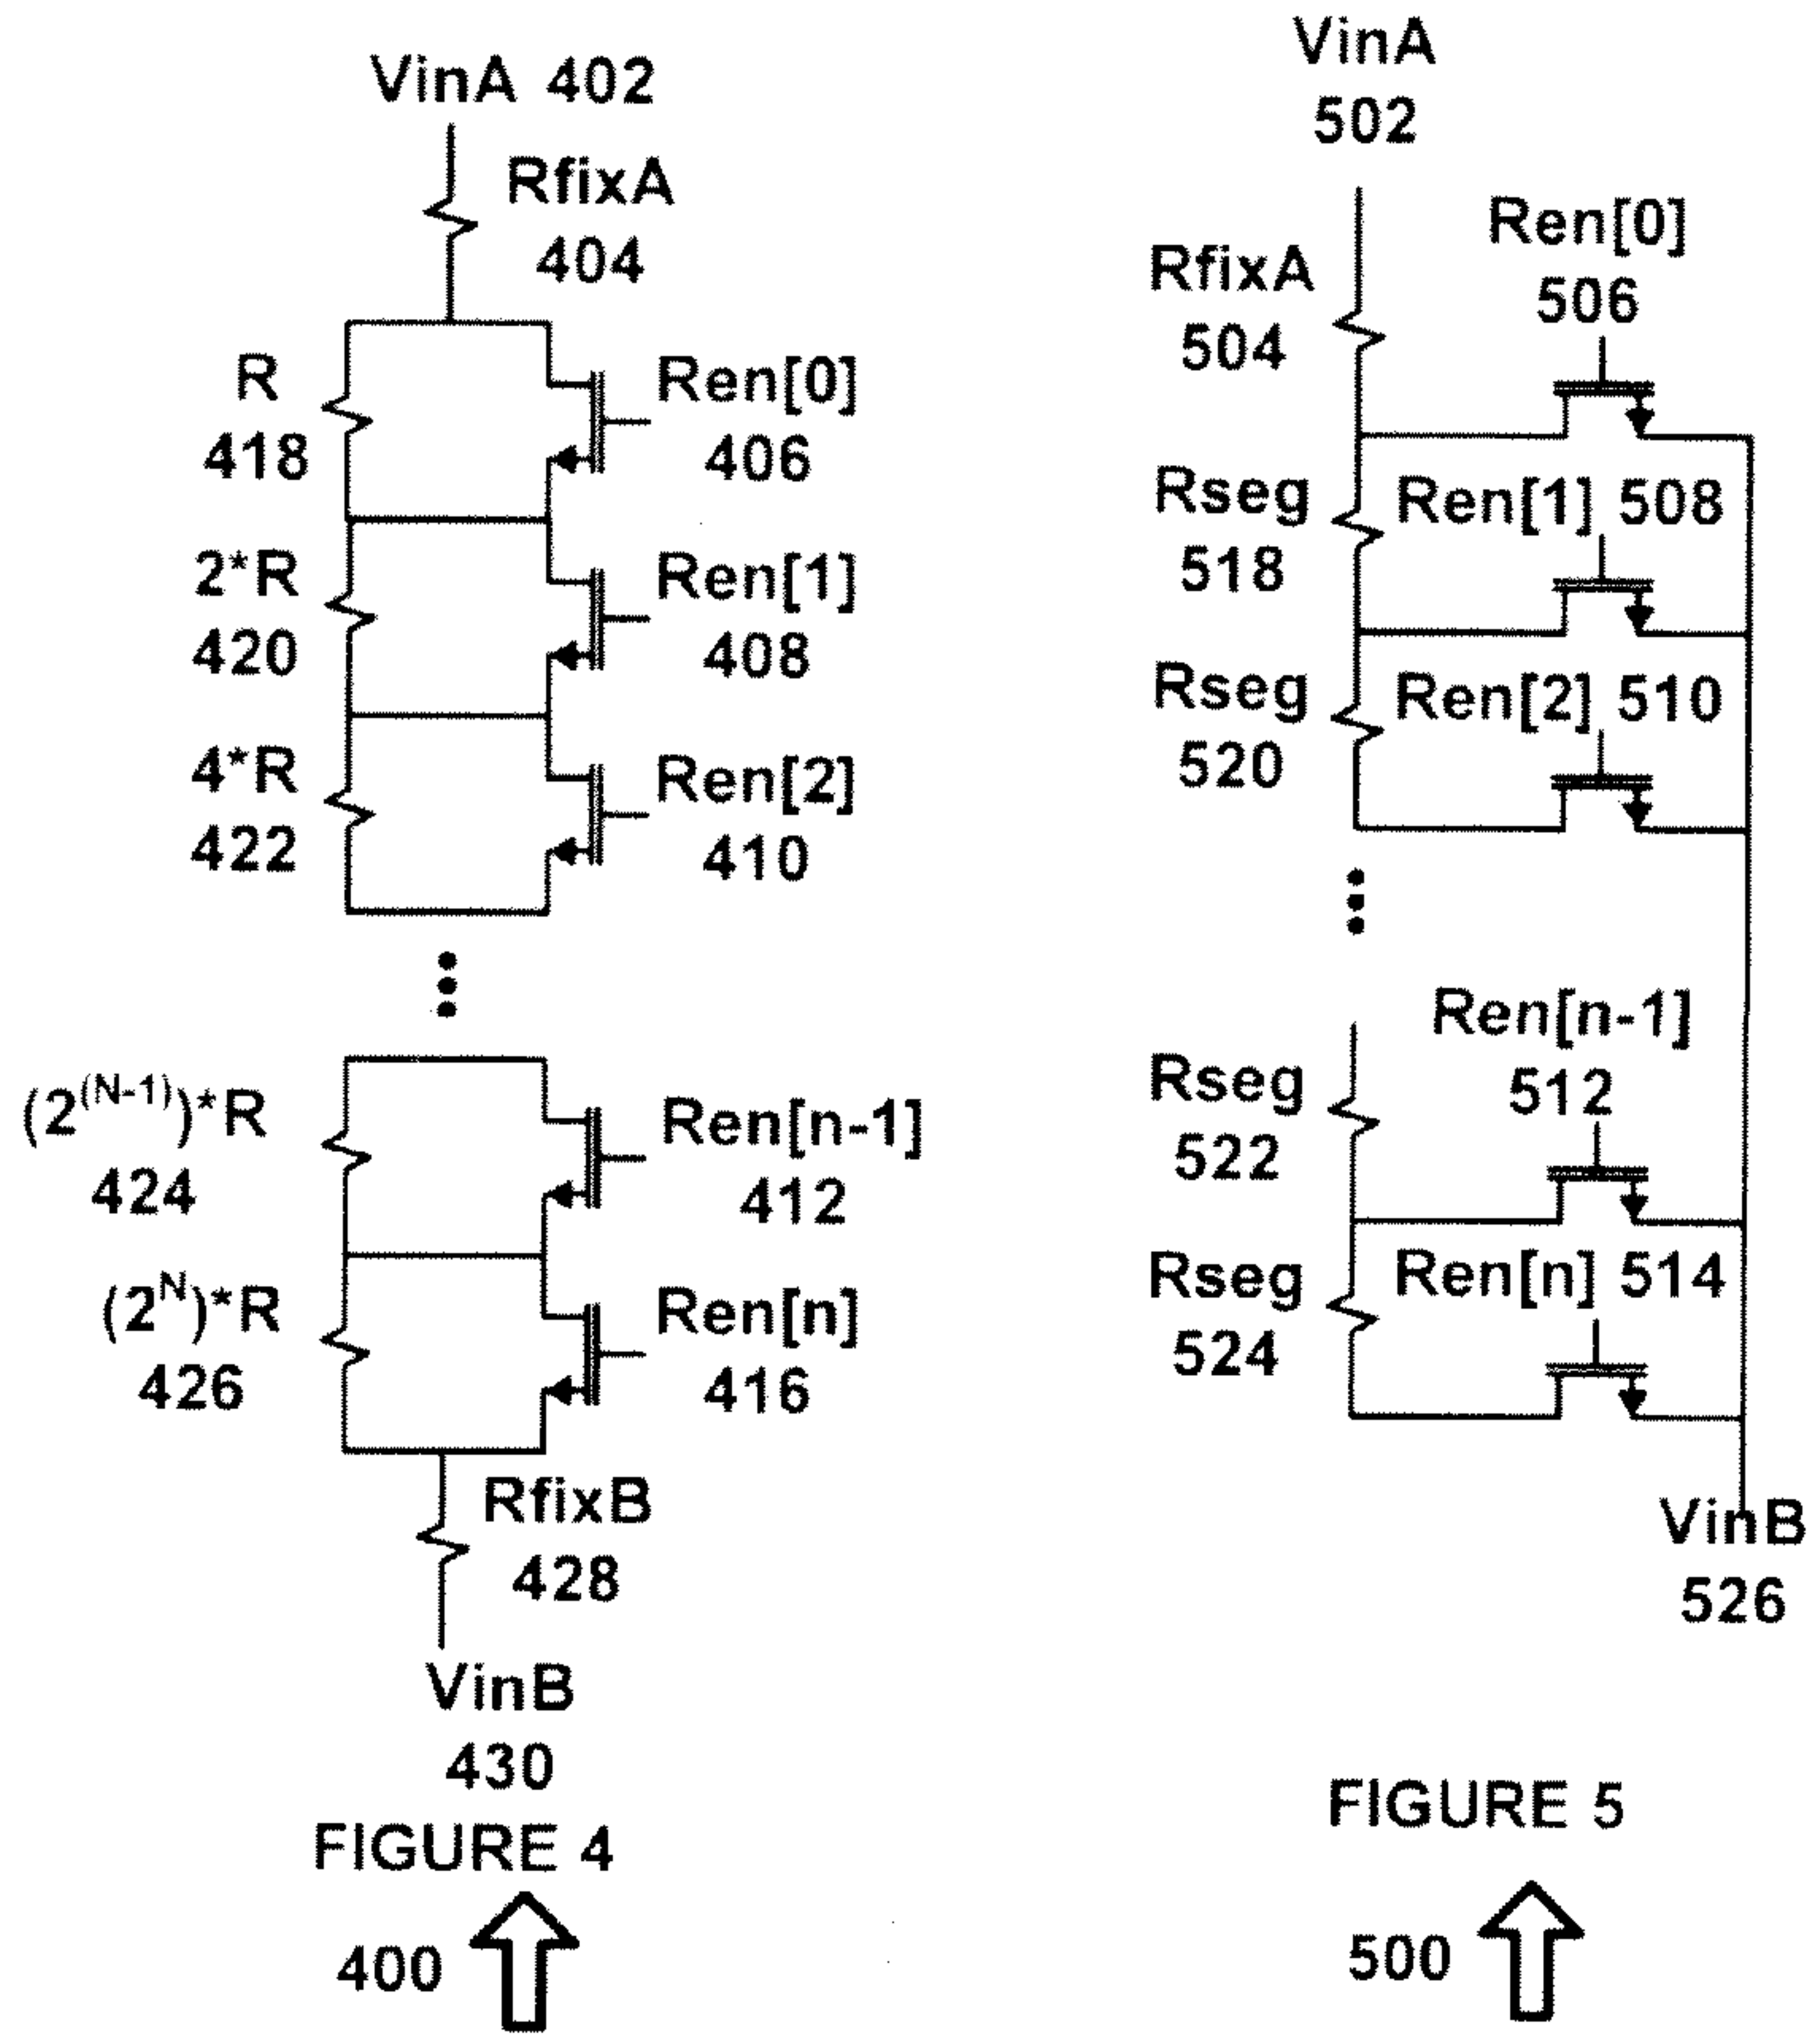 VinA 402
RfixA
404
R
418
Ren[0]
406
2*R
420
Ren[1]
408
4*R
422
Ren[2]
410
(2^(N-1))*R
424
Ren[n-1]
412
(2^N)*R
426
Ren[n]
416
RfixB
428
VinB
430
FIGURE 4
400
VinA
502
RfixA
504
Ren[0]
506
Rseg
518
Ren[1] 508
Rseg
520
Ren[2] 510
Rseg
522
Ren[n-1]
512
Rseg
524
Ren[n] 514
VinB
526
FIGURE 5
500